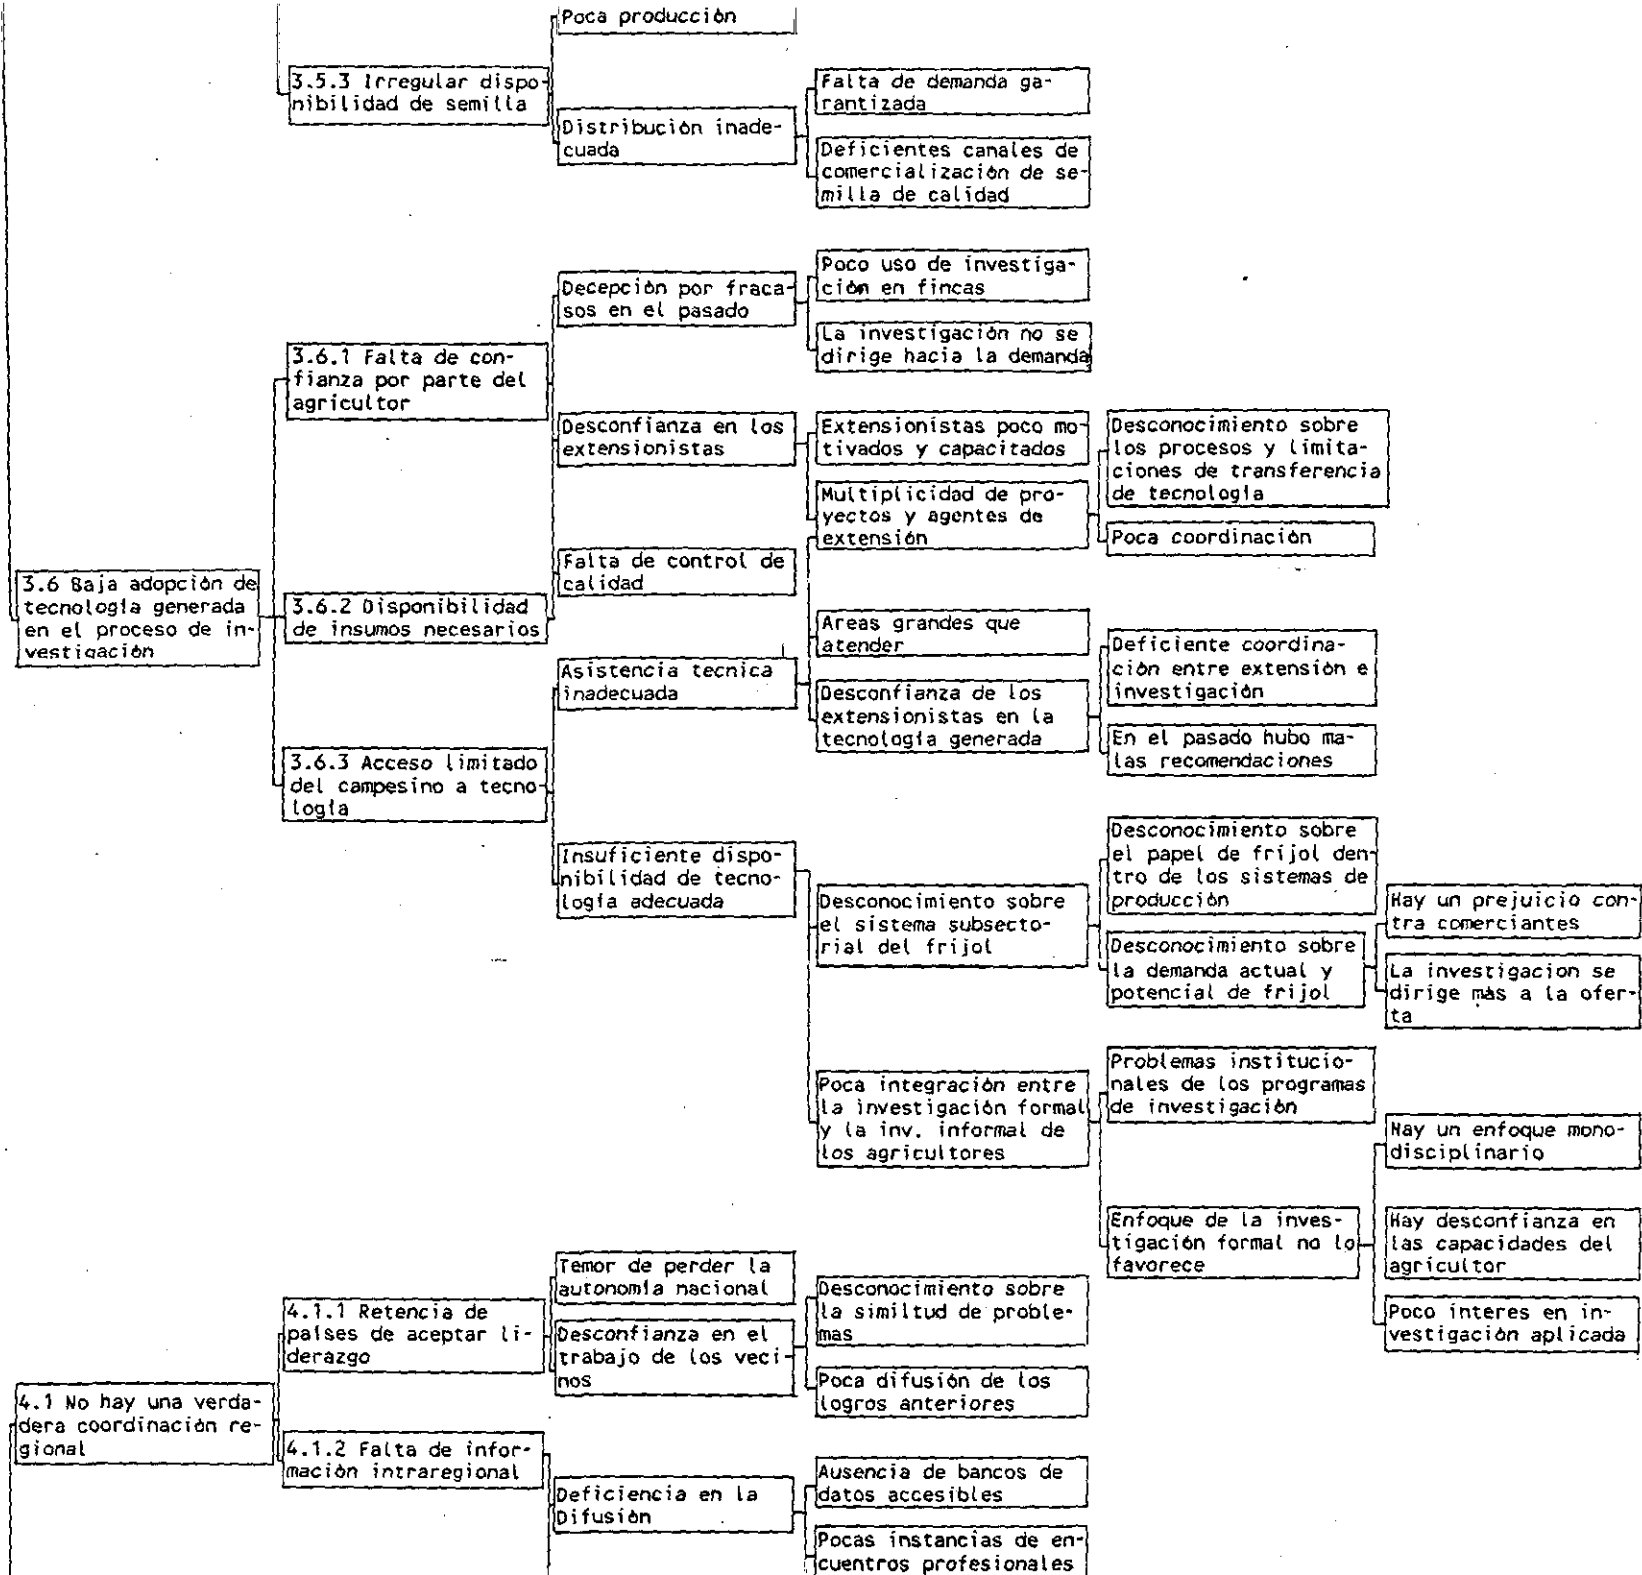 Poca producción
3.5.3 Irregular dispo-
nibilidad de semilla
Distribución inade-
cuada
Falta de demanda ga-
rantizada
Deficientes canales de
comercialización de se-
milla de calidad
3.6 Baja adopción de
tecnología generada
en el proceso de in-
vestigación
3.6.1 Falta de con-
fianza por parte del
agricultor
Decepción por fraca-
sos en el pasado
Poco uso de investiga-
ción en fincas
La investigación no se
dirige hacia la demanda
Desconfianza en los
extensionistas
Extensionistas poco mo-
tivados y capacitados
Multiplicidad de pro-
yectos y agentes de
extensión
Desconocimiento sobre
los procesos y limita-
ciones de transferencia
de tecnología
Poca coordinación
Falta de control de
calidad
3.6.2 Disponibilidad
de insumos necesarios
3.6.3 Acceso limitado
del campesino a tecno-
logía
Asistencia tecnica
inadecuada
Areas grandes que
atender
Desconfianza de los
extensionistas en la
tecnología generada
Deficiente coordina-
ción entre extensión e
investigación
En el pasado hubo ma-
las recomendaciones
Insuficiente dispo-
nibilidad de tecno-
logía adecuada
Desconocimiento sobre
el sistema subsecto-
rial del frijol
Desconocimiento sobre
el papel de frijol den-
tro de los sistemas de
producción
Desconocimiento sobre
la demanda actual y
potencial de frijol
Hay un prejuicio con-
tra comerciantes
La investigacion se
dirige más a la ofer-
ta
Poca integración entre
la investigación formal
y la inv. informal de
los agricultores
Problemas institucio-
nales de los programas
de investigación
Enfoque de la inves-
tigación formal no lo
favorece
Hay un enfoque mono-
disciplinario
Hay desconfianza en
las capacidades del
agricultor
Poco interes en in-
vestigación aplicada
4.1 No hay una verda-
dera coordinación re-
gional
4.1.1 Retencia de
países de aceptar li-
derazgo
Temor de perder la
autonomía nacional
Desconfianza en el
trabajo de los veci-
nos
Desconocimiento sobre
la similtud de proble-
mas
Poca difusión de los
logros anteriores
4.1.2 Falta de infor-
mación intraregional
Deficiencia en la
Difusión
Ausencia de bancos de
datos accesibles
Pocas instancias de en-
cuentros profesionales